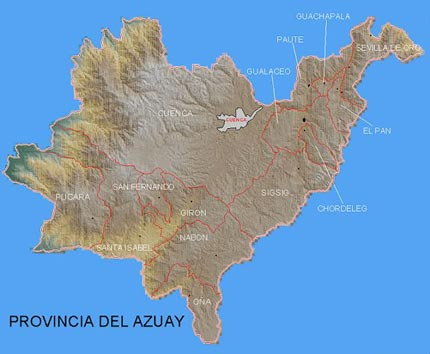 GUACHAPALA
PAUTE
SEVILLA DE ORO
GUALACEO
CUENCA
CUENCA
EL PAN
SAN FERNANDO
PUCARA
SIGSIG
CHORDELEG
GIRON
NABON
SANTA ISABEL
OÑA
PROVINCIA DEL AZUAY